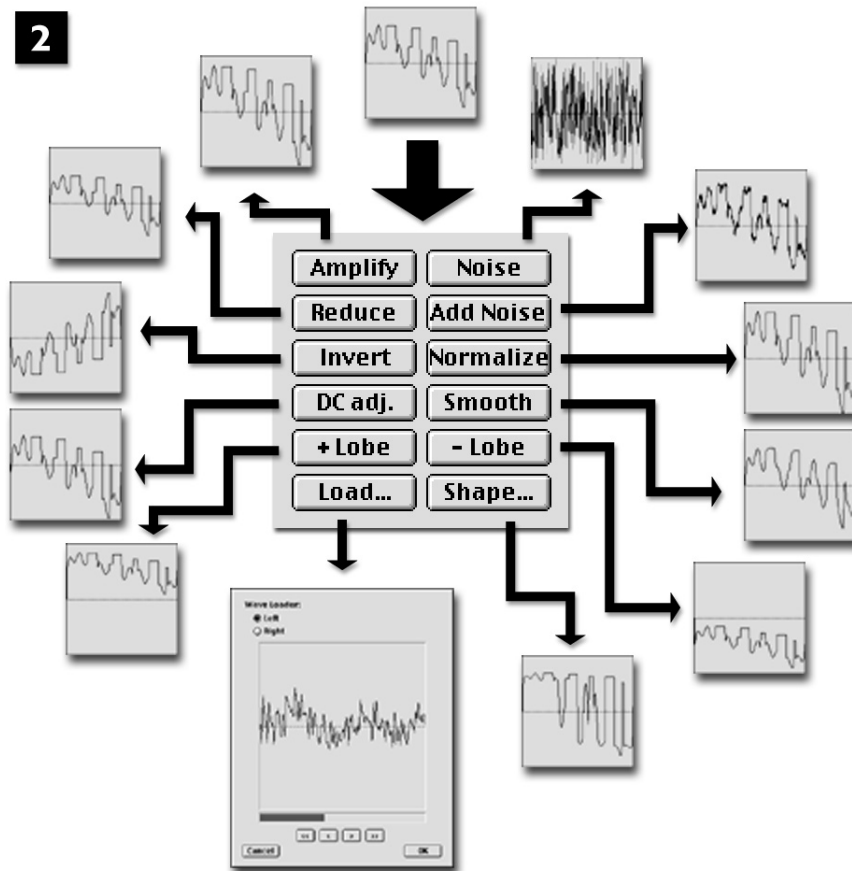 2
Amplify
Noise
Reduce
Add Noise
Invert
Normalize
DC adj.
Smooth
+ Lobe
- Lobe
Load...
Shape...
Wave Loader:
Left
Right
<<
<
>
>>
Cancel
OK